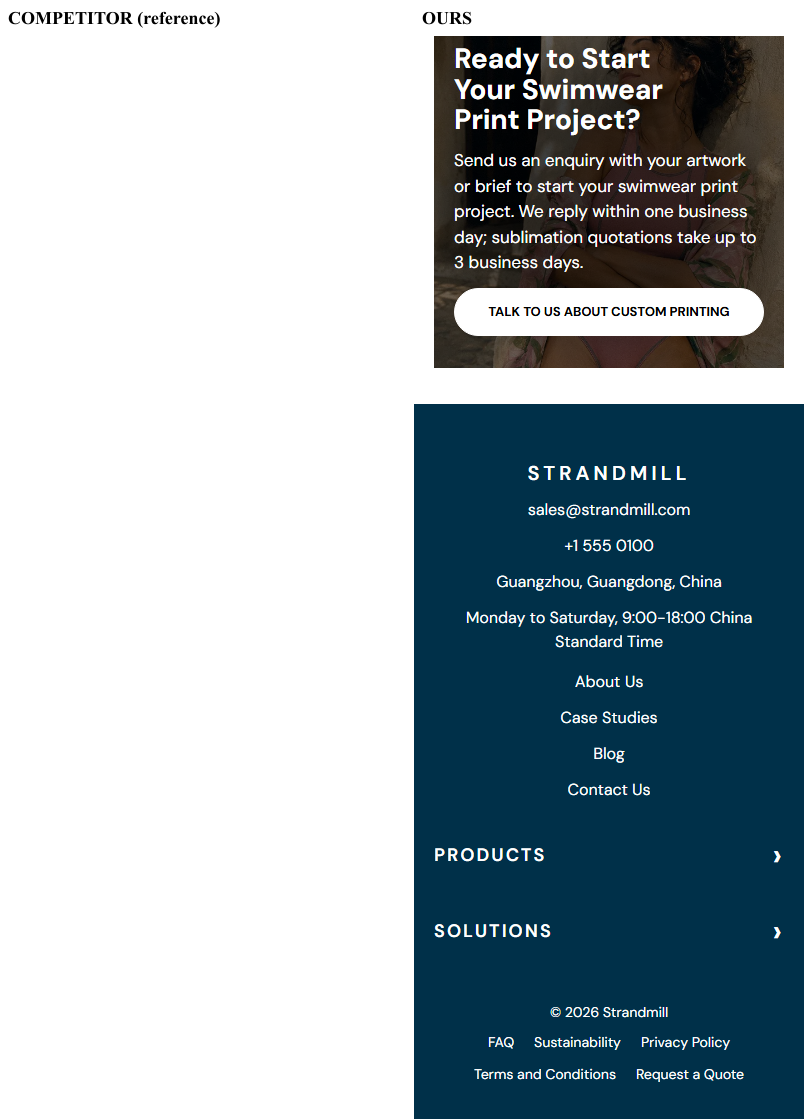 COMPETITOR (reference)
OURS
Ready to Start
Your Swimwear
Print Project?
Send us an enquiry with your artwork
or brief to start your swimwear print
project. We reply within one business
day; sublimation quotations take up to
3 business days.
TALK TO US ABOUT CUSTOM PRINTING
STRANDMILL
sales@strandmill.com
+1 555 0100
Guangzhou, Guangdong, China
Monday to Saturday, 9:00-18:00 China
Standard Time
About Us
Case Studies
Blog
Contact Us
PRODUCTS
SOLUTIONS
© 2026 Strandmill
FAQ Sustainability Privacy Policy
Terms and Conditions Request a Quote